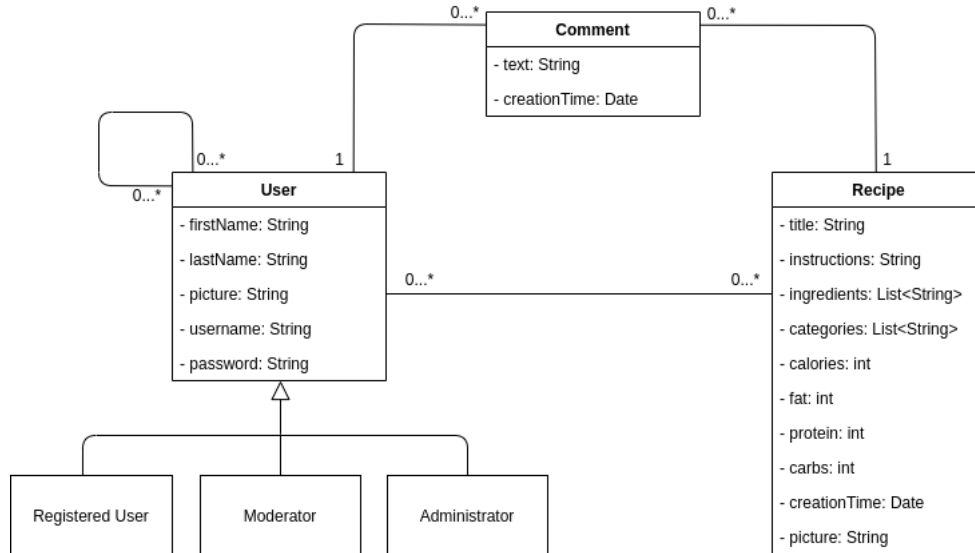 0...*
0...*
Comment
- text: String
- creationTime: Date
0...*
0...*
1
1
User
- firstName: String
- lastName: String
- picture: String
- username: String
- password: String
0...*
0...*
Recipe
- title: String
- instructions: String
- ingredients: List<String>
- categories: List<String>
- calories: int
- fat: int
- protein: int
- carbs: int
- creationTime: Date
- picture: String
Registered User
Moderator
Administrator